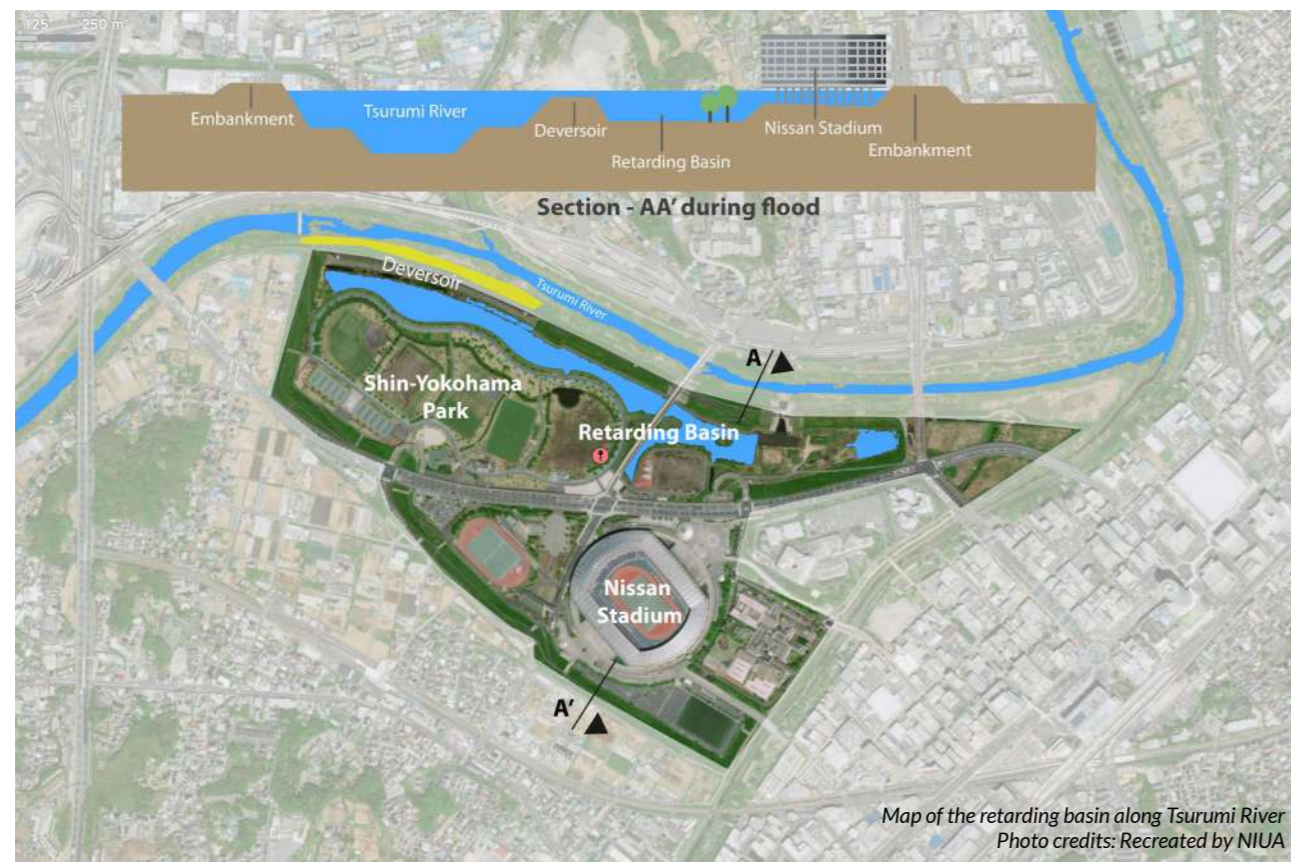 125 250 m
Embankment
Tsurumi River
Deversoir
Retarding Basin
Nissan Stadium
Embankment
Section - AA' during flood
Deversoir
Tsurumi River
A
Shin-Yokohama
Park
Retarding Basin
Nissan
Stadium
A'
Map of the retarding basin along Tsurumi River
Photo credits: Recreated by NIUA